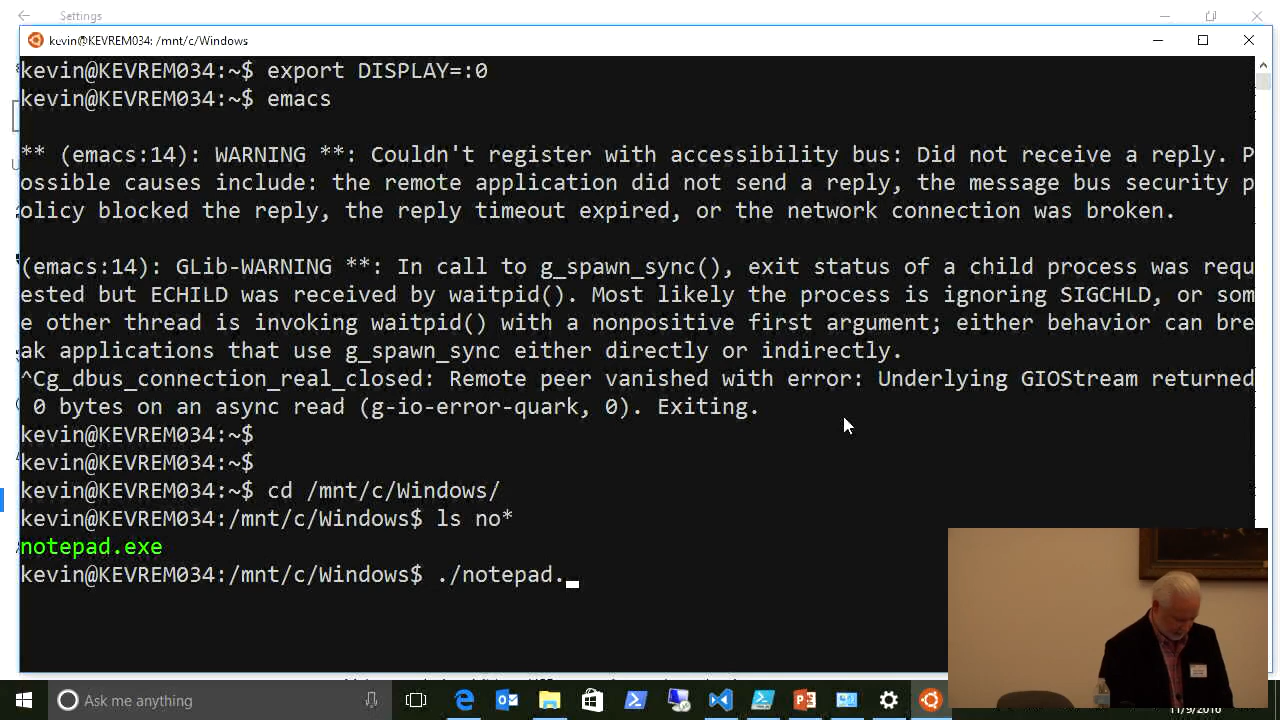 Settings
kevin@KEVREM034: /mnt/c/Windows
kevin@KEVREM034:~$ export DISPLAY=:0
kevin@KEVREM034:~$ emacs
** (emacs:14): WARNING **: Couldn't register with accessibility bus: Did not receive a reply. P
ossible causes include: the remote application did not send a reply, the message bus security p
olicy blocked the reply, the reply timeout expired, or the network connection was broken.
(emacs:14): GLib-WARNING **: In call to g_spawn_sync(), exit status of a child process was requ
ested but ECHILD was received by waitpid(). Most likely the process is ignoring SIGCHLD, or som
e other thread is invoking waitpid() with a nonpositive first argument; either behavior can bre
ak applications that use g_spawn_sync either directly or indirectly.
^Cg_dbus_connection_real_closed: Remote peer vanished with error: Underlying GIOStream returned
0 bytes on an async read (g-io-error-quark, 0). Exiting.
kevin@KEVREM034:~$
kevin@KEVREM034:~$
kevin@KEVREM034:~$ cd /mnt/c/Windows/
kevin@KEVREM034:/mnt/c/Windows$ ls no*
notepad.exe
kevin@KEVREM034:/mnt/c/Windows$ ./notepad.
Ask me anything
11/9/2016